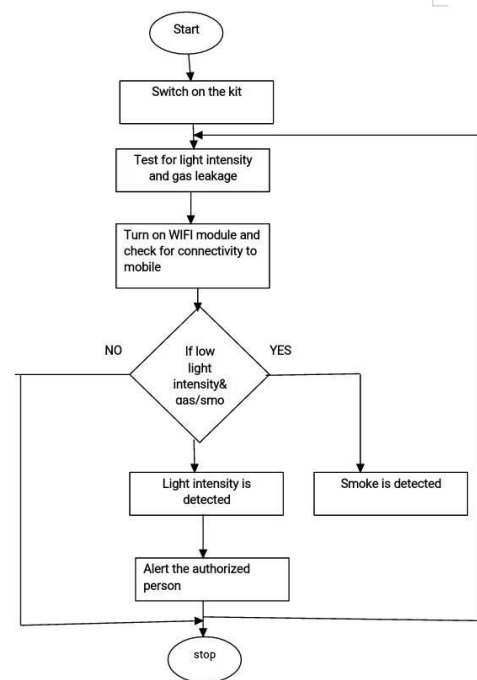 Start
Switch on the kit
Test for light intensity
and gas leakage
Turn on WIFI module and
check for connectivity to
mobile
NO
YES
If low
light
intensity&
gas/smo
Light intensity is
detected
Smoke is detected
Alert the authorized
person
stop